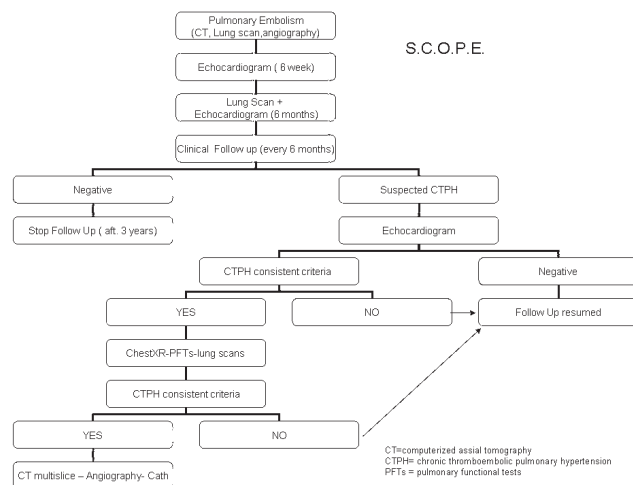 Pulmonary Embolism
(CT, Lung scan,angiography)
S.C.O.P.E.
Echocardiogram ( 6 week)
Lung Scan +
Echocardiogram (6 months)
Clinical Follow up (every 6 months)
Negative
Suspected CTPH
Stop Follow Up ( aft. 3 years)
Echocardiogram
CTPH consistent criteria
Negative
YES
NO
Follow Up resumed
ChestXR-PFTs-lung scans
CTPH consistent criteria
YES
NO
CT multislice – Angiography- Cath
CT=computerized assial tomography
CTPH= chronic thromboembolic pulmonary hypertension
PFTs = pulmonary functional tests